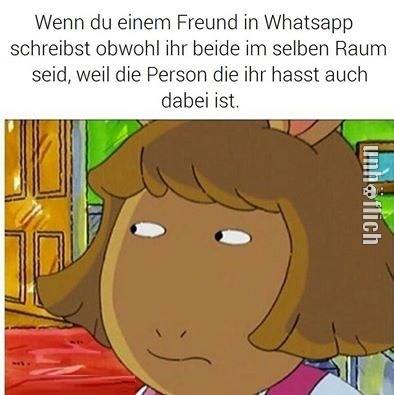 Wenn du einem Freund in Whatsapp
schreibst obwohl ihr beide im selben Raum
seid, weil die Person die ihr hasst auch
dabei ist.
unhöflich